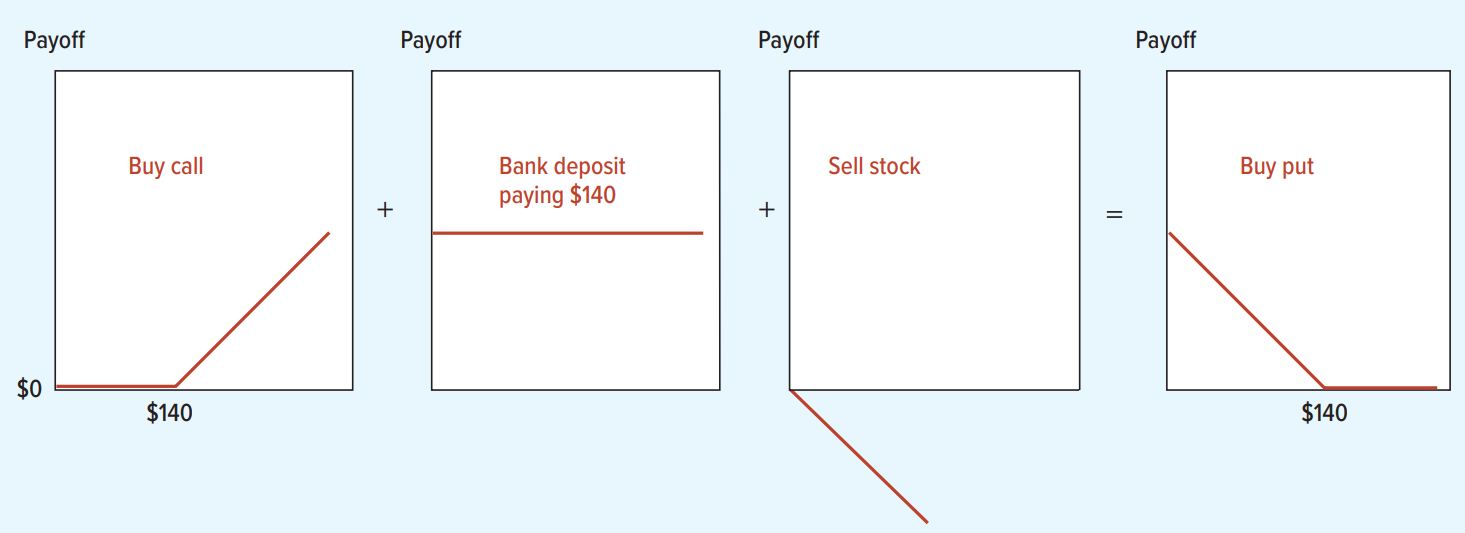 Payoff
Payoff
Payoff
Payoff
Buy call
Bank deposit
paying $140
Sell stock
Buy put
+
+
=
$0
$140
$140